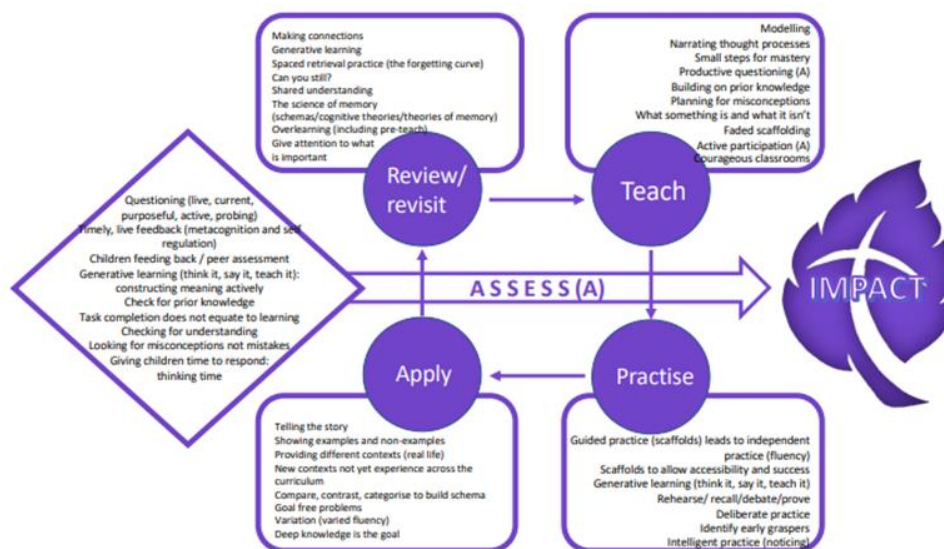 Making connections
Generative learning
Spaced retrieval practice (the forgetting curve)
Can you still?
Shared understanding
The science of memory
(schemas/cognitive theories/theories of memory)
Overlearning (including pre-teach)
Give attention to what
is important
Review/
revisit
Modelling
Narrating thought processes
Small steps for mastery
Productive questioning (A)
Building on prior knowledge
Planning for misconceptions
What something is and what it isn't
Faded scaffolding
Active participation (A)
Courageous classrooms
Teach
Questioning (live, current,
purposeful, active, probing)
Timely, live feedback (metacognition and self
regulation)
Children feeding back / peer assessment
Generative learning (think it, say it, teach it):
constructing meaning actively
Check for prior knowledge
Task completion does not equate to learning
Checking for understanding
Looking for misconceptions not mistakes
Giving children time to respond:
thinking time
ASSESS (A)
IMPACT
Apply
Telling the story
Showing examples and non-examples
Providing different contexts (real life)
New contexts not yet experience across the
curriculum
Compare, contrast, categorise to build schema
Goal free problems
Variation (varied fluency)
Deep knowledge is the goal
Practise
Guided practice (scaffolds) leads to independent
practice (fluency)
Scaffolds to allow accessibility and success
Generative learning (think it, say it, teach it)
Rehearse/ recall/debate/prove
Deliberate practice
Identify early graspers
Intelligent practice (noticing)